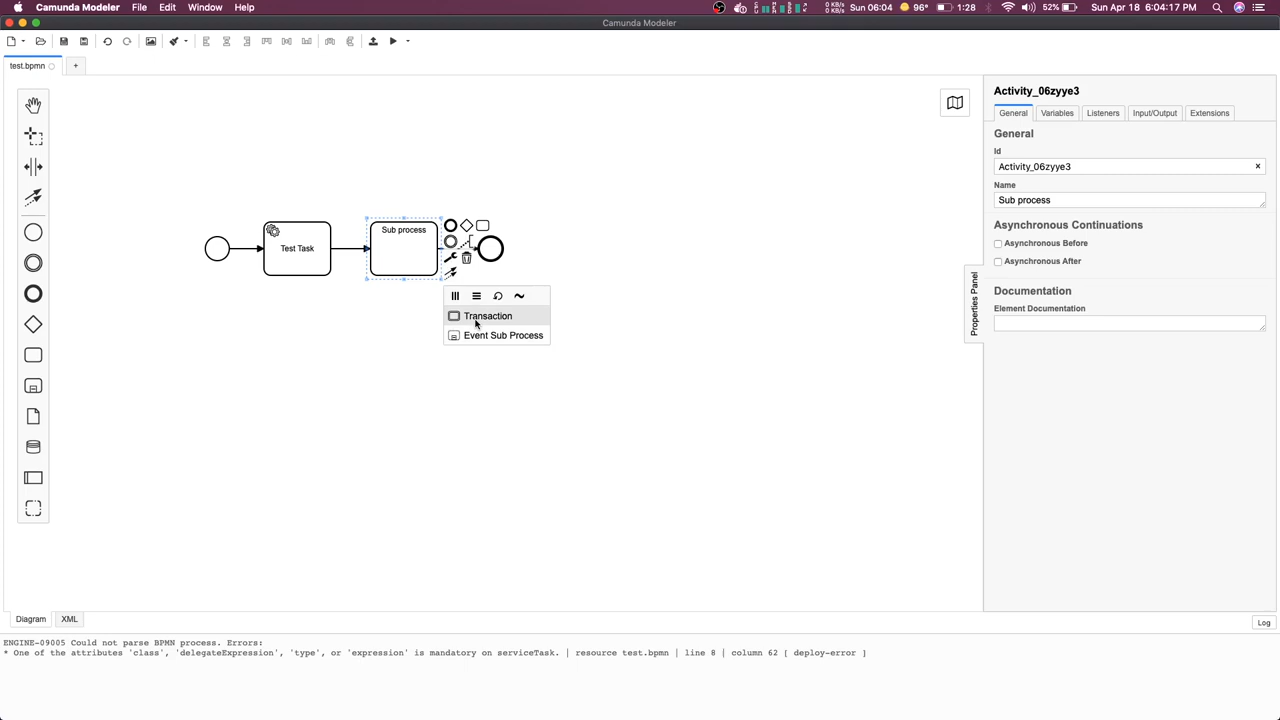 Camunda Modeler File Edit Window Help
0 KB/s
0 KB/s
Sun 06:04 96° 1:28 52% Sun Apr 18 6:04:17 PM
Camunda Modeler
test.bpmn +
Activity_06zyye3
General Variables Listeners Input/Output Extensions
General
Id
Activity_06zyye3 ×
Name
Sub process
Asynchronous Continuations
Asynchronous Before
Asynchronous After
Documentation
Element Documentation
Properties Panel
Test Task
Sub process
Transaction
Event Sub Process
Diagram XML
Log
ENGINE-09005 Could not parse BPMN process. Errors:
* One of the attributes 'class', 'delegateExpression', 'type', or 'expression' is mandatory on serviceTask. | resource test.bpmn | line 8 | column 62 [ deploy-error ]